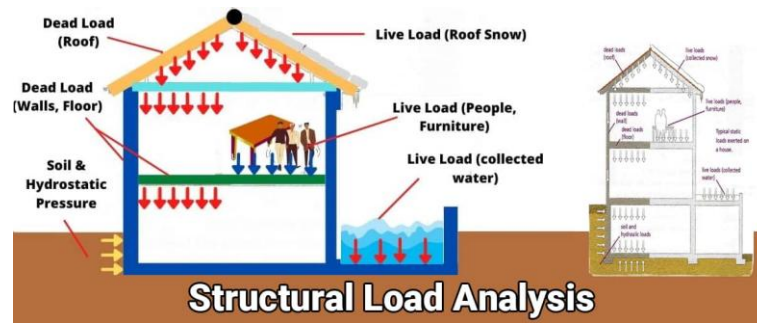 Dead Load
(Roof)
Live Load (Roof Snow)
Dead Load
(Walls, Floor)
Live Load (People,
Furniture)
Live Load (collected
water)
Soil &
Hydrostatic
Pressure
dead loads
(roof)
live loads
(collected snow)
live loads (people,
furniture)
dead loads
(wall)
dead loads
(floor)
Typical static
loads exerted on
a house.
live loads (collected
water)
soil and
hydraulic loads
Structural Load Analysis